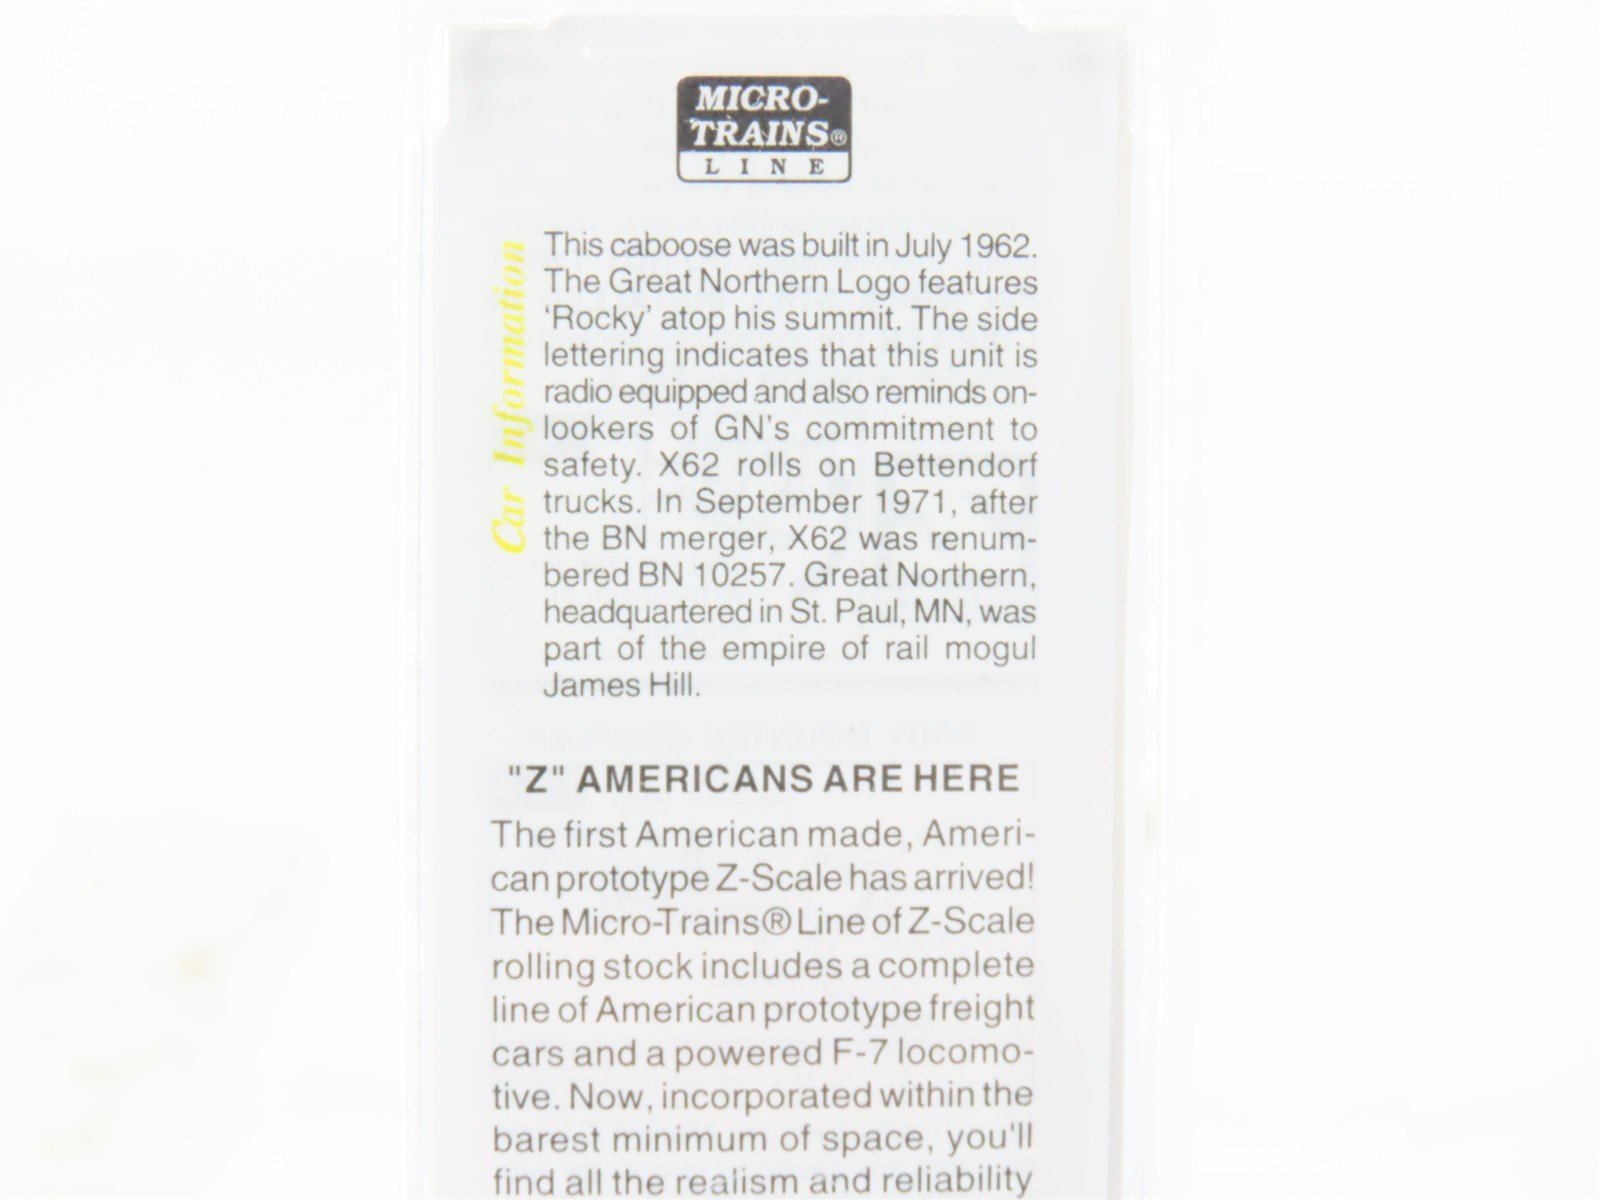 MICRO-
TRAINS®
LINE
Car Information
This caboose was built in July 1962.
The Great Northern Logo features
‘Rocky’ atop his summit. The side
lettering indicates that this unit is
radio equipped and also reminds on-
lookers of GN’s commitment to
safety. X62 rolls on Bettendorf
trucks. In September 1971, after
the BN merger, X62 was renum-
bered BN 10257. Great Northern,
headquartered in St. Paul, MN, was
part of the empire of rail mogul
James Hill.
"Z" AMERICANS ARE HERE
The first American made, Ameri-
can prototype Z-Scale has arrived!
The Micro-Trains® Line of Z-Scale
rolling stock includes a complete
line of American prototype freight
cars and a powered F-7 locomo-
tive. Now, incorporated within the
barest minimum of space, you'll
find all the realism and reliability